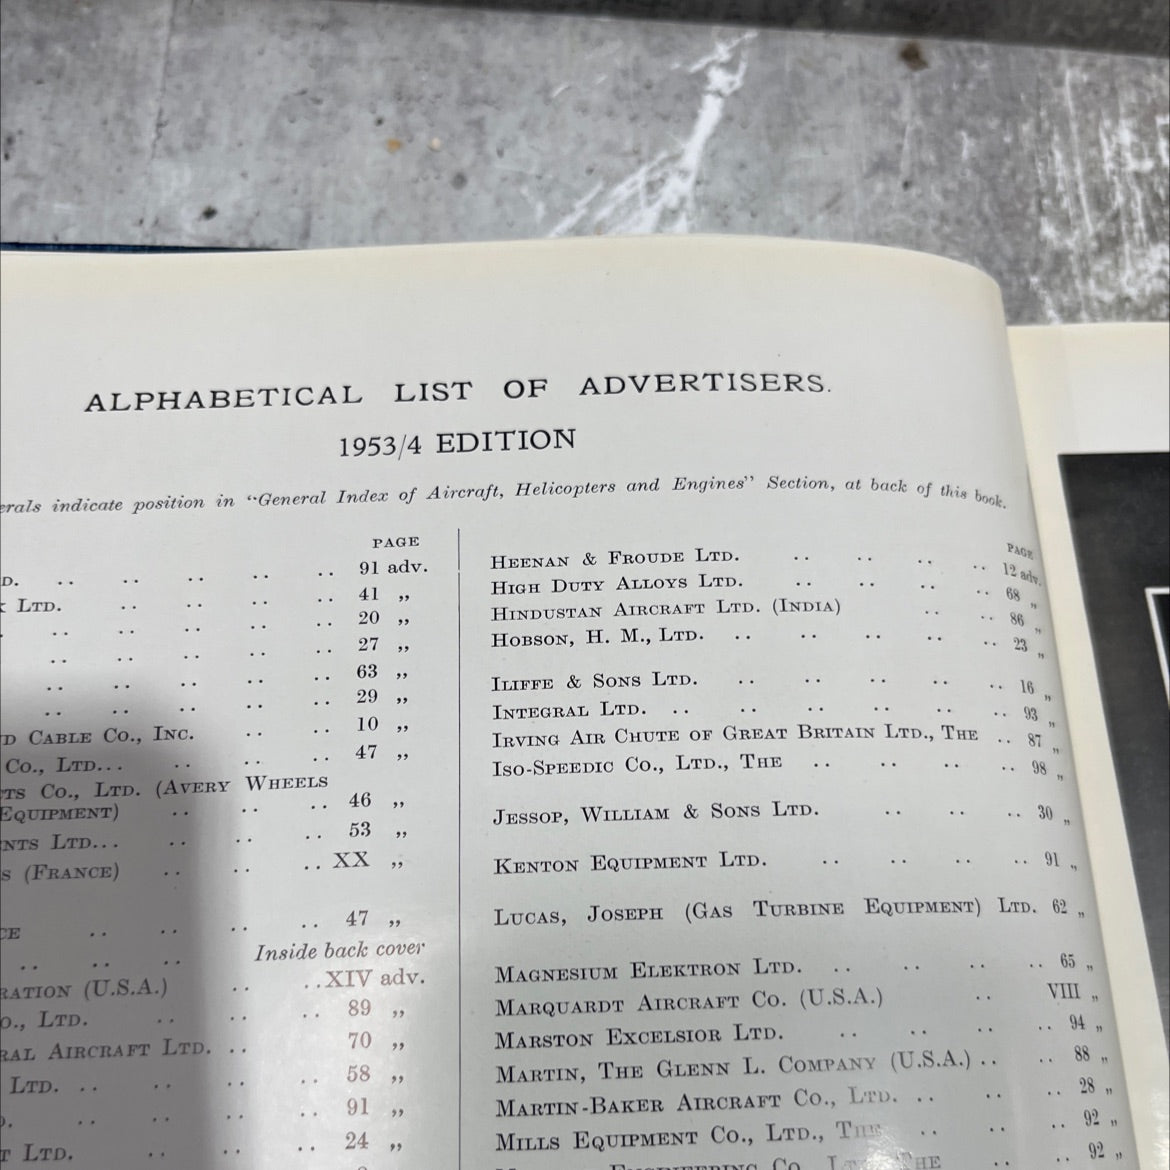 ALPHABETICAL LIST OF ADVERTISERS.
1953/4 EDITION
indicate position in "General Index of Aircraft, Helicopters and Engines" Section, at back of this book.
PAGE
91 adv.
LTD. .. .. .. .. .. 41 ,,
.. .. .. .. .. 20 ,,
.. .. .. .. 27 ,,
.. .. .. .. .. 63 ,,
.. .. .. .. .. 29 ,,
.. 10 ,,
CABLE CO., INC. .. .. 47 ,,
CO., LTD... .. ..
CO., LTD. (AVERY WHEELS
EQUIPMENT) .. .. .. 46 ,,
LTD... .. .. .. 53 ,,
(FRANCE) .. .. .. XX ,,
.. .. .. .. 47 ,,
.. .. .. Inside back cover
(U.S.A.) .. .. XIV adv.
LTD. .. .. .. 89 ,,
AIRCRAFT LTD. .. .. 70 ,,
LTD. .. .. .. .. 58 ,,
.. .. .. .. 91 ,,
LTD. .. .. .. .. 24 ,,
PAGE
HEENAN & FROUDE LTD. .. .. .. .. 12 adv.
HIGH DUTY ALLOYS LTD. .. .. .. .. 68 ,,
HINDUSTAN AIRCRAFT LTD. (INDIA) .. .. 86 ,,
HOBSON, H. M., LTD. .. .. .. .. .. 23 ,,
ILIFFE & SONS LTD. .. .. .. .. .. 16 ,,
INTEGRAL LTD. .. .. .. .. .. .. 93 ,,
IRVING AIR CHUTE OF GREAT BRITAIN LTD., THE .. 87 ,,
ISO-SPEEDIC CO., LTD., THE .. .. .. .. 98 ,,
JESSOP, WILLIAM & SONS LTD. .. .. .. 30 ,,
KENTON EQUIPMENT LTD. .. .. .. .. 91 ,,
LUCAS, JOSEPH (GAS TURBINE EQUIPMENT) LTD. 62 ,,
MAGNESIUM ELEKTRON LTD. .. .. .. .. 65 ,,
MARQUARDT AIRCRAFT CO. (U.S.A.) .. VIII ,,
MARSTON EXCELSIOR LTD. .. .. .. .. 94 ,,
MARTIN, THE GLENN L. COMPANY (U.S.A.) .. .. 88 ,,
MARTIN-BAKER AIRCRAFT CO., LTD. .. .. .. 28 ,,
MILLS EQUIPMENT CO., LTD., THE .. .. .. 92 ,,
ENGINEERING CO. THE .. .. 92 ,,